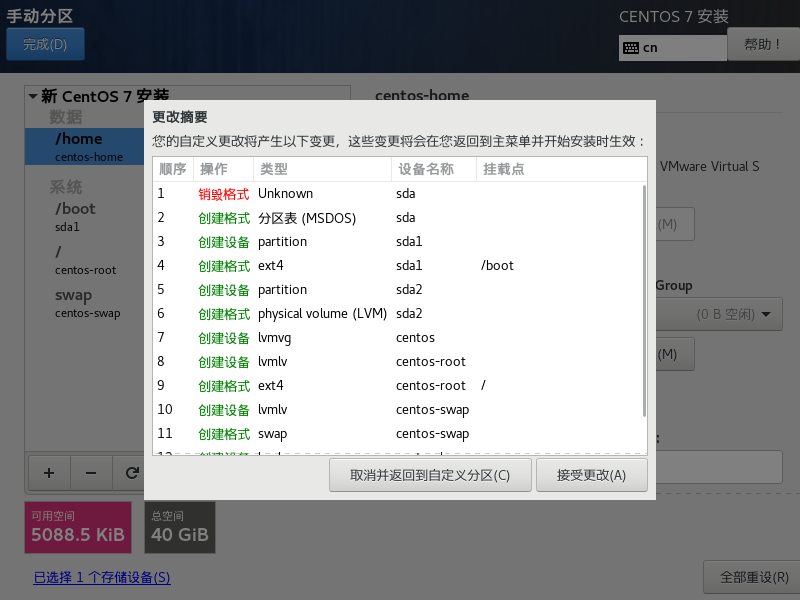 手动分区
CENTOS 7 安装
完成(D)
cn
帮助！
新 CentOS 7 安装
centos-home
数据
/home
centos-home
系统
/boot
sda1
/
centos-root
swap
centos-swap
VMware Virtual S
(M)
Group
(0 B 空闲)
(M)
:
更改摘要
您的自定义更改将产生以下变更，这些变更将会在您返回到主菜单并开始安装时生效：
顺序 操作 类型 设备名称 挂载点
1 销毁格式 Unknown sda
2 创建格式 分区表 (MSDOS) sda
3 创建设备 partition sda1
4 创建格式 ext4 sda1 /boot
5 创建设备 partition sda2
6 创建格式 physical volume (LVM) sda2
7 创建设备 lvmvg centos
8 创建设备 lvmlv centos-root
9 创建格式 ext4 centos-root /
10 创建设备 lvmlv centos-swap
11 创建格式 swap centos-swap
取消并返回到自定义分区(C)
接受更改(A)
+ −
可用空间
5088.5 KiB
总空间
40 GiB
已选择 1 个存储设备(S)
全部重设(R)